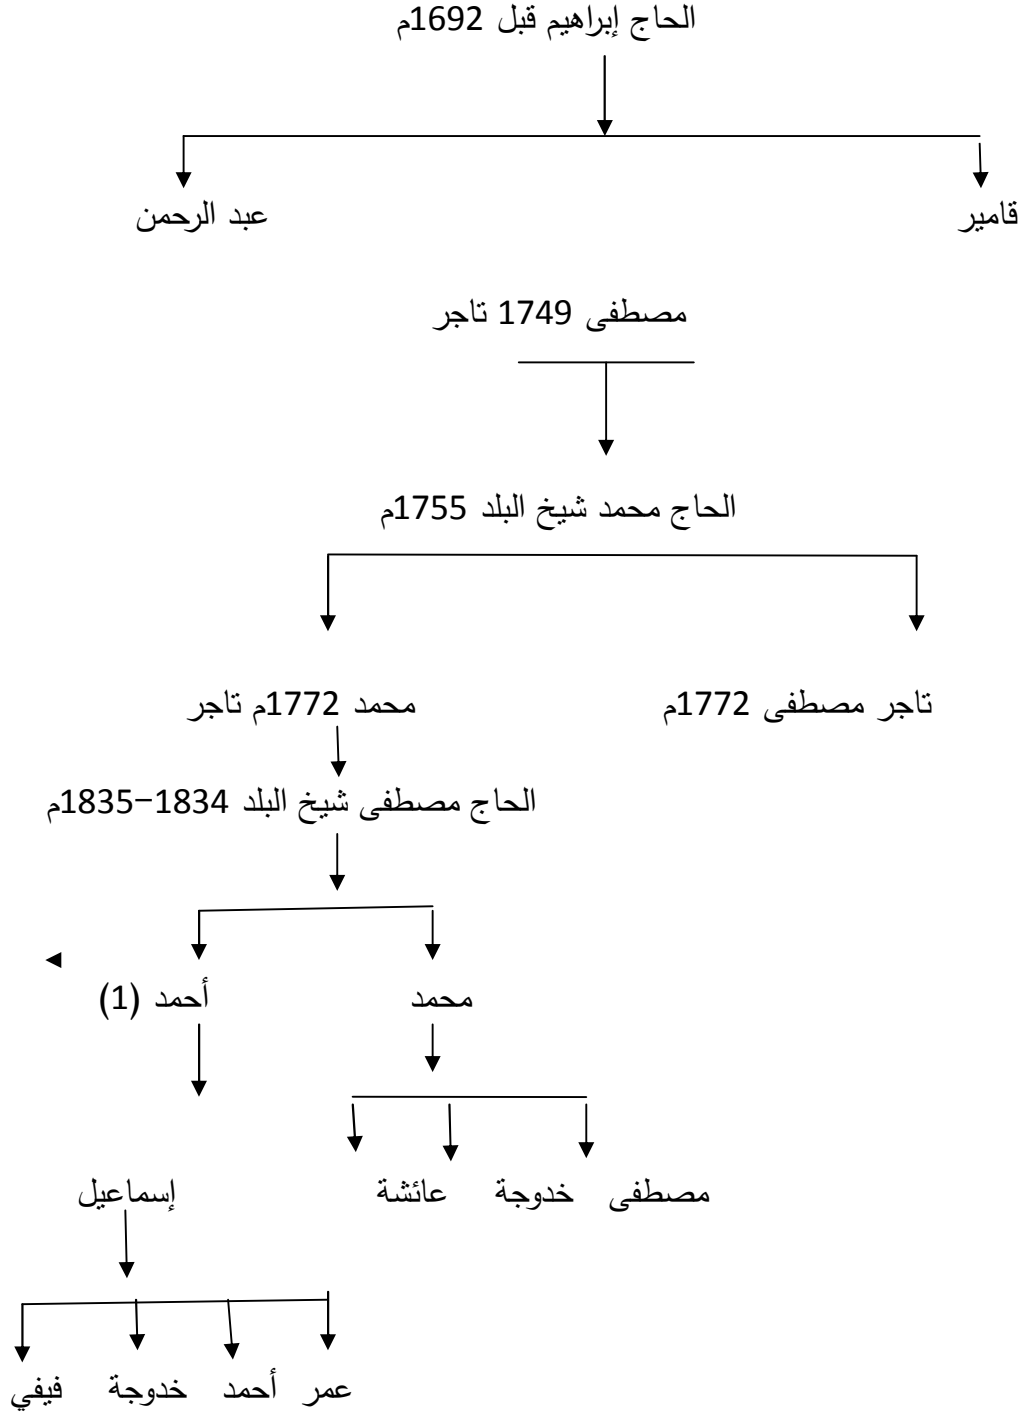 الحاج إبراهيم قبل 1692م
قامير عبد الرحمن
مصطفى 1749 تاجر
الحاج محمد شيخ البلد 1755م
تاجر مصطفى 1772م محمد 1772م تاجر
الحاج مصطفى شيخ البلد 1834-1835م
محمد أحمد (1)
مصطفى خدوجة عائشة إسماعيل
عمر أحمد خدوجة فيفي